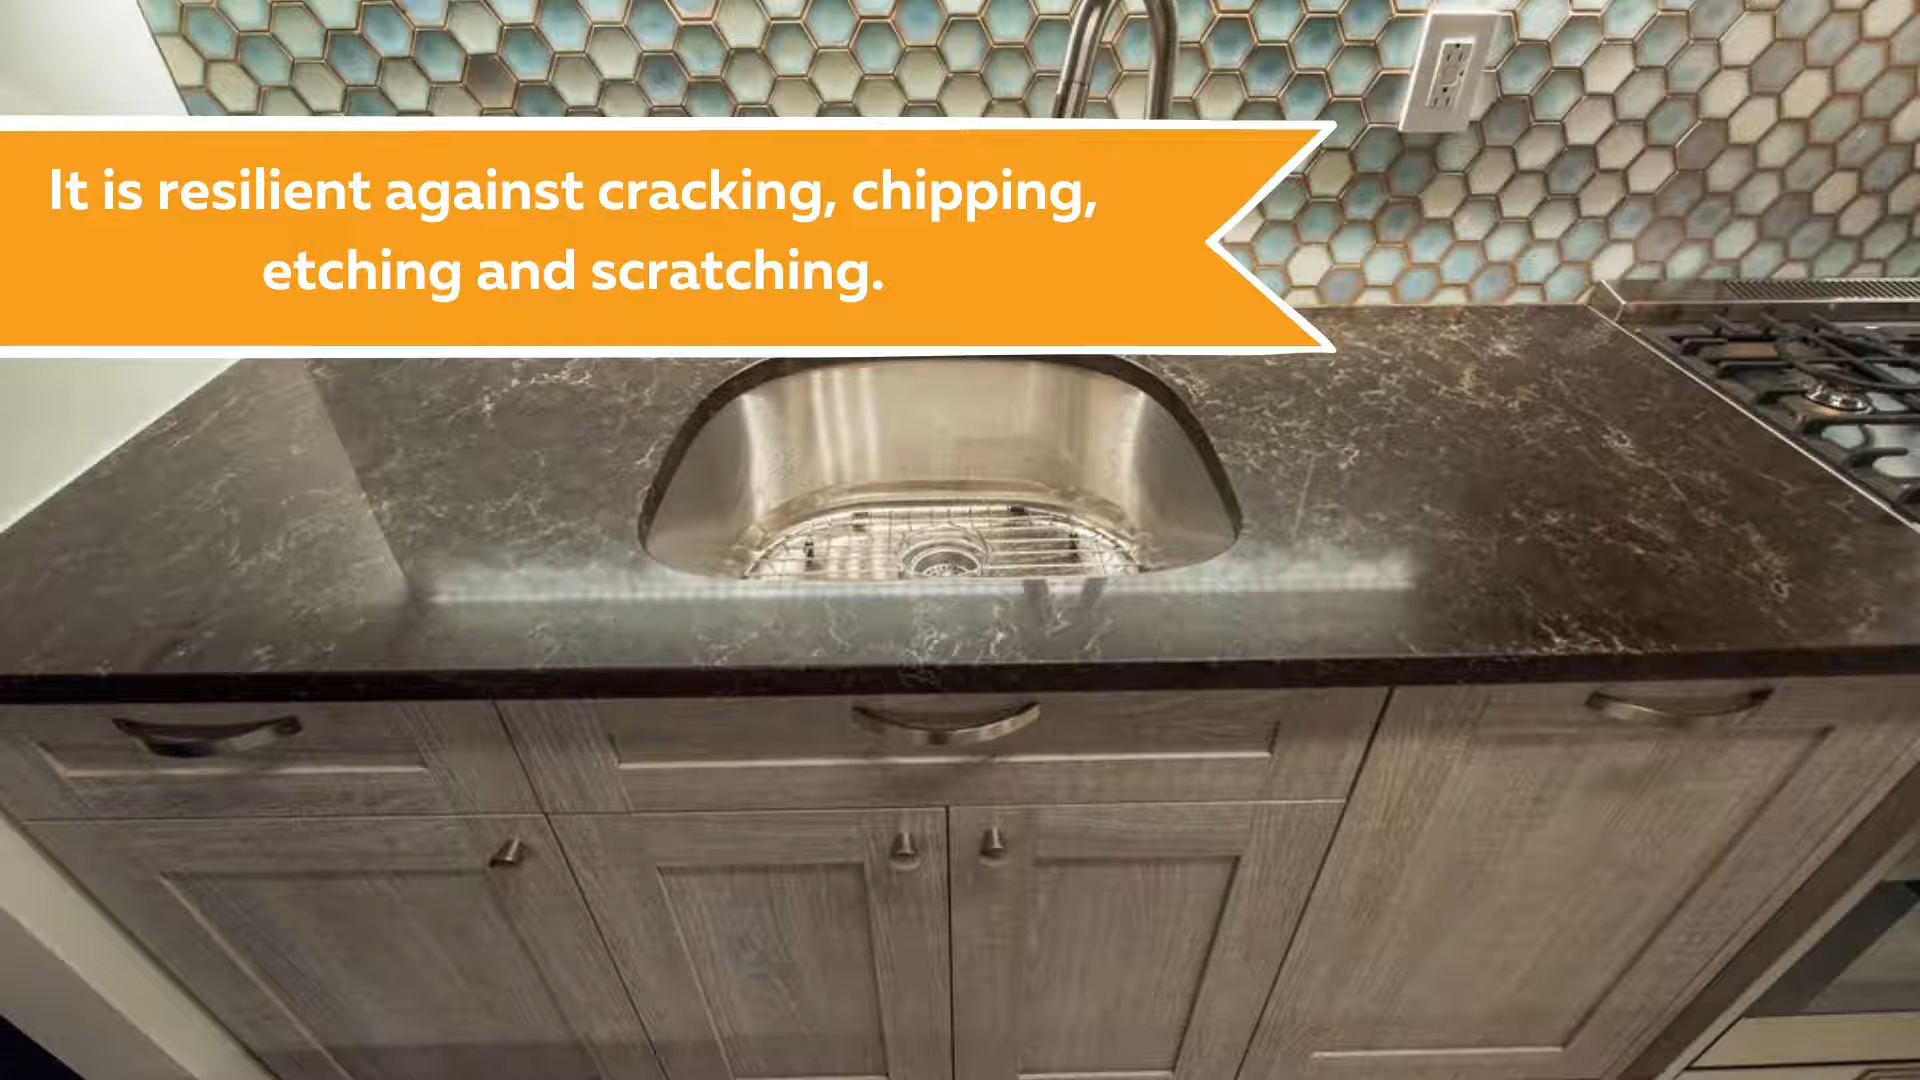 It is resilient against cracking, chipping,
etching and scratching.